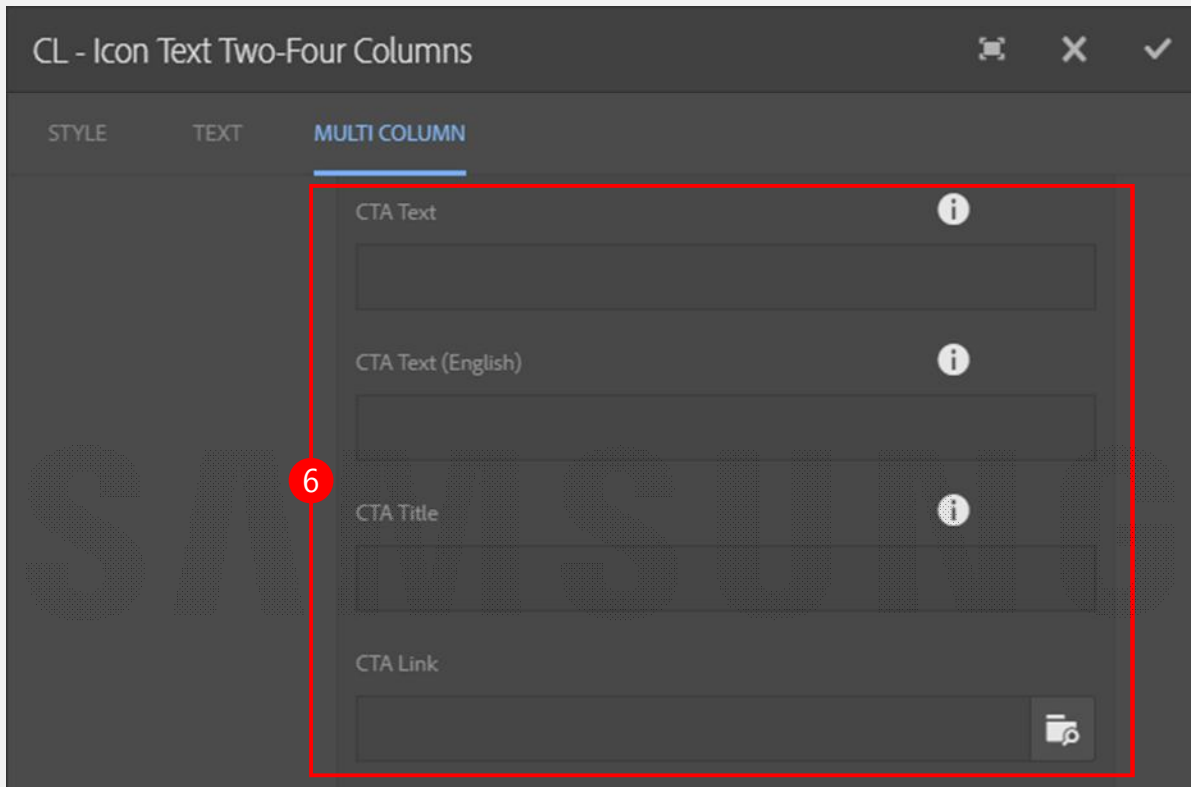 CL - Icon Text Two-Four Columns
STYLE TEXT MULTI COLUMN
CTA Text
CTA Text (English)
6
CTA Title
CTA Link
SAMSUNG